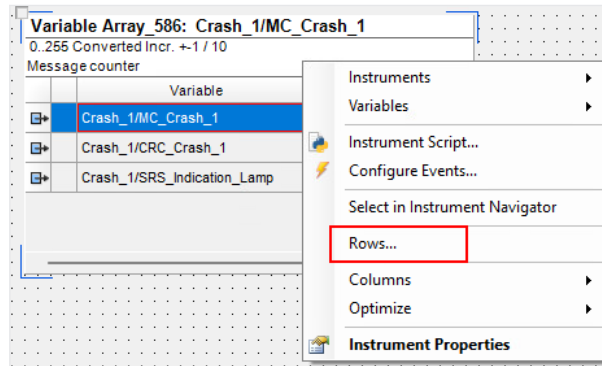 Variable Array_586: Crash_1/MC_Crash_1
0..255 Converted Incr. +-1 / 10
Message counter
Variable
Crash_1/MC_Crash_1
Crash_1/CRC_Crash_1
Crash_1/SRS_Indication_Lamp
Instruments
Variables
Instrument Script...
Configure Events...
Select in Instrument Navigator
Rows...
Columns
Optimize
Instrument Properties